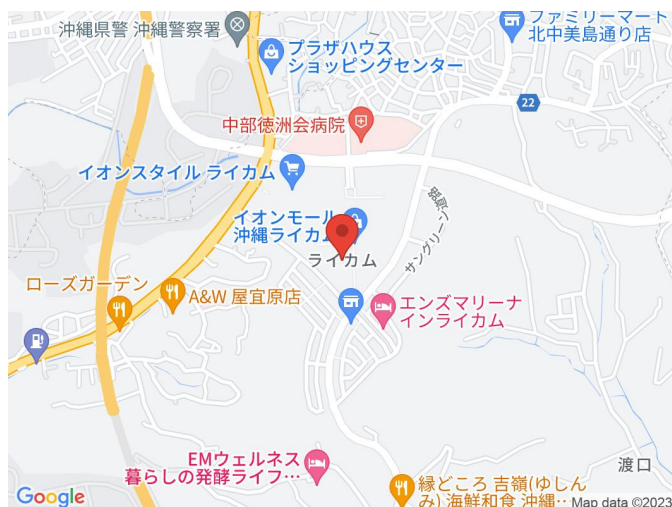 沖縄県警 沖縄警察署
ファミリーマート
北中美島通り店
プラザハウス
ショッピングセンター
22
中部徳洲会病院
イオンスタイル ライカム
イオンモール
沖縄ライカム
ライカム
サングリーン通路
ローズガーデン
A&W 屋宜原店
エンズマリーナ
インライカム
EMウェルネス
暮らしの発酵ライフ…
渡口
縁どころ 吉嶺(ゆしん
み) 海鮮和食 沖縄…
Google
Map data ©2023